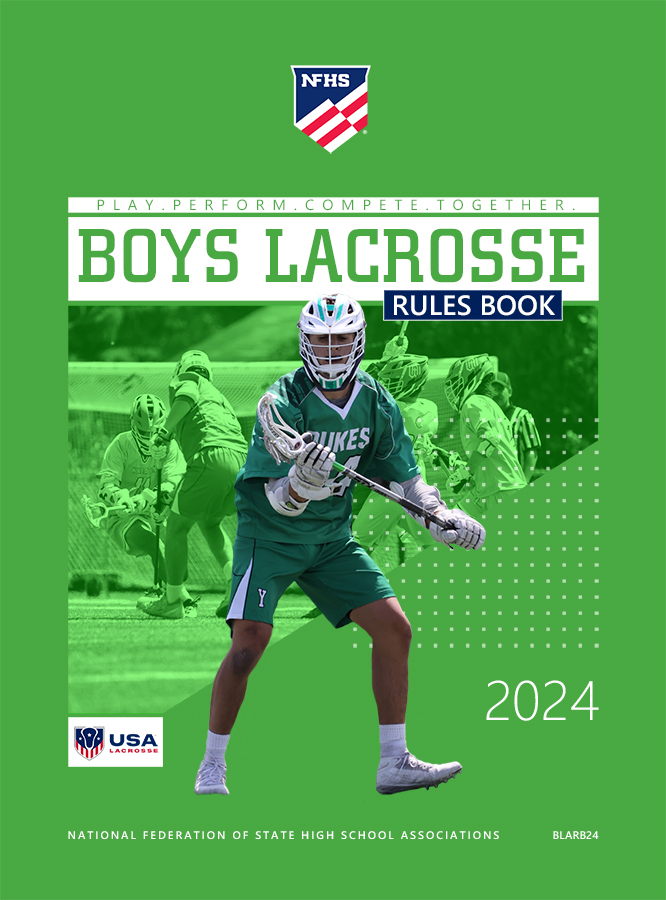 NFHS
PLAY.PERFORM.COMPETE.TOGETHER.
BOYS LACROSSE
RULES BOOK
DUKES
Y
2024
USA
LACROSSE
NATIONAL FEDERATION OF STATE HIGH SCHOOL ASSOCIATIONS
BLARB24